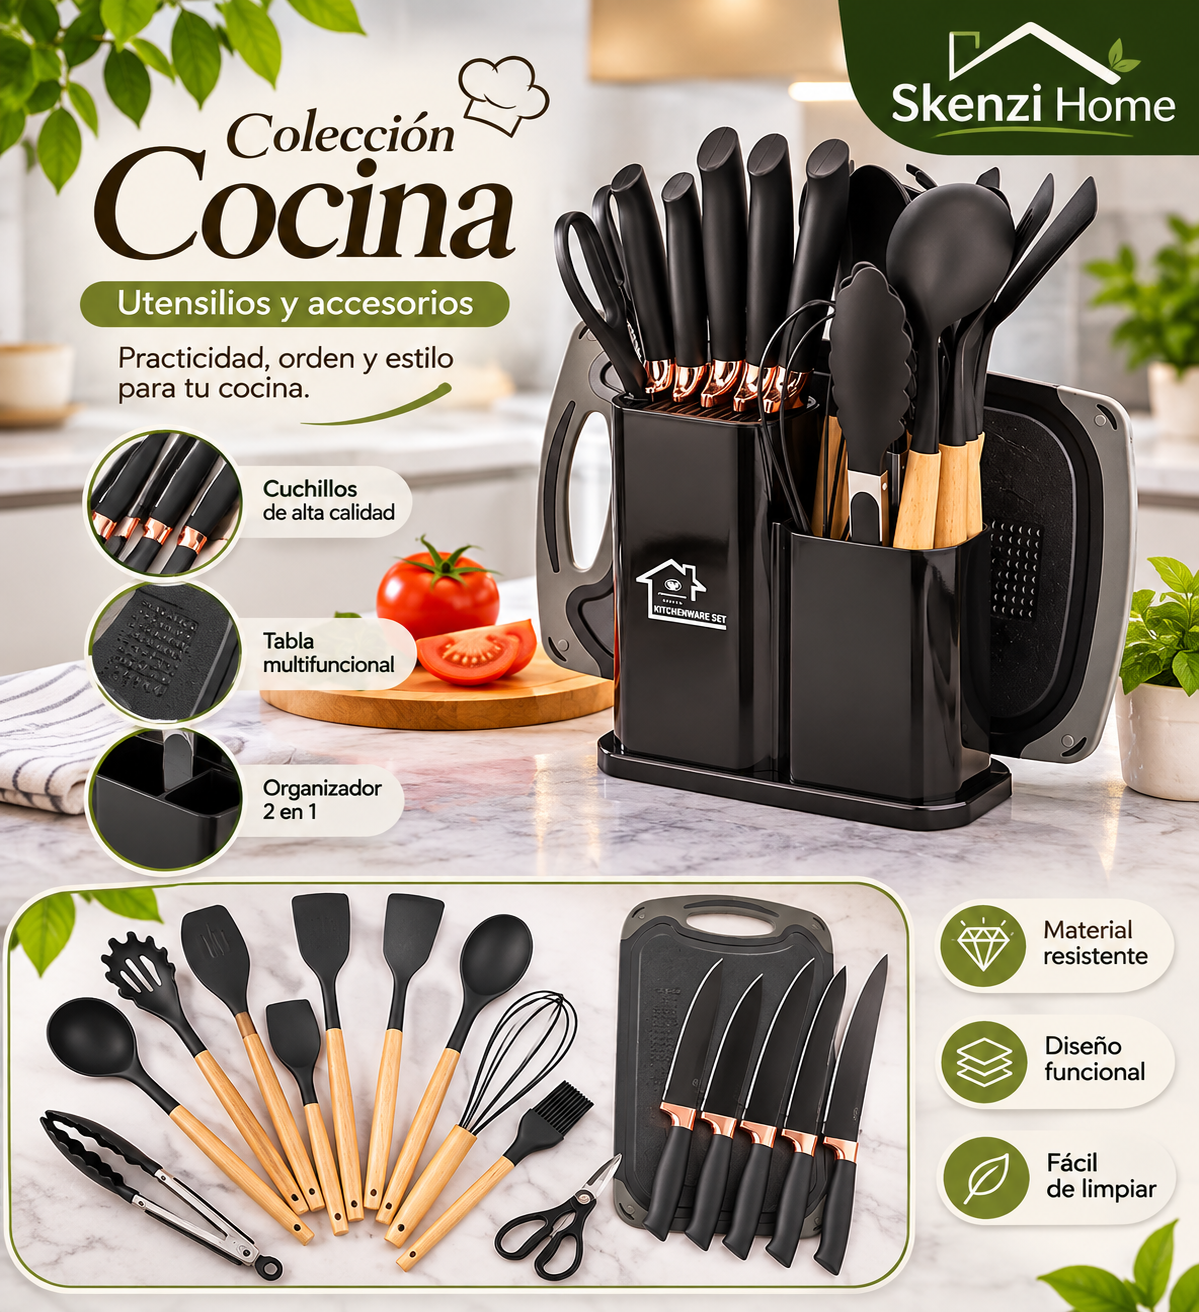 Skenzi Home
Colección
Cocina
Utensilios y accesorios
Practicidad, orden y estilo
para tu cocina.
Cuchillos
de alta calidad
Tabla
multifuncional
Organizador
2 en 1
KITCHENWARE SET
Material
resistente
Diseño
funcional
Fácil
de limpiar